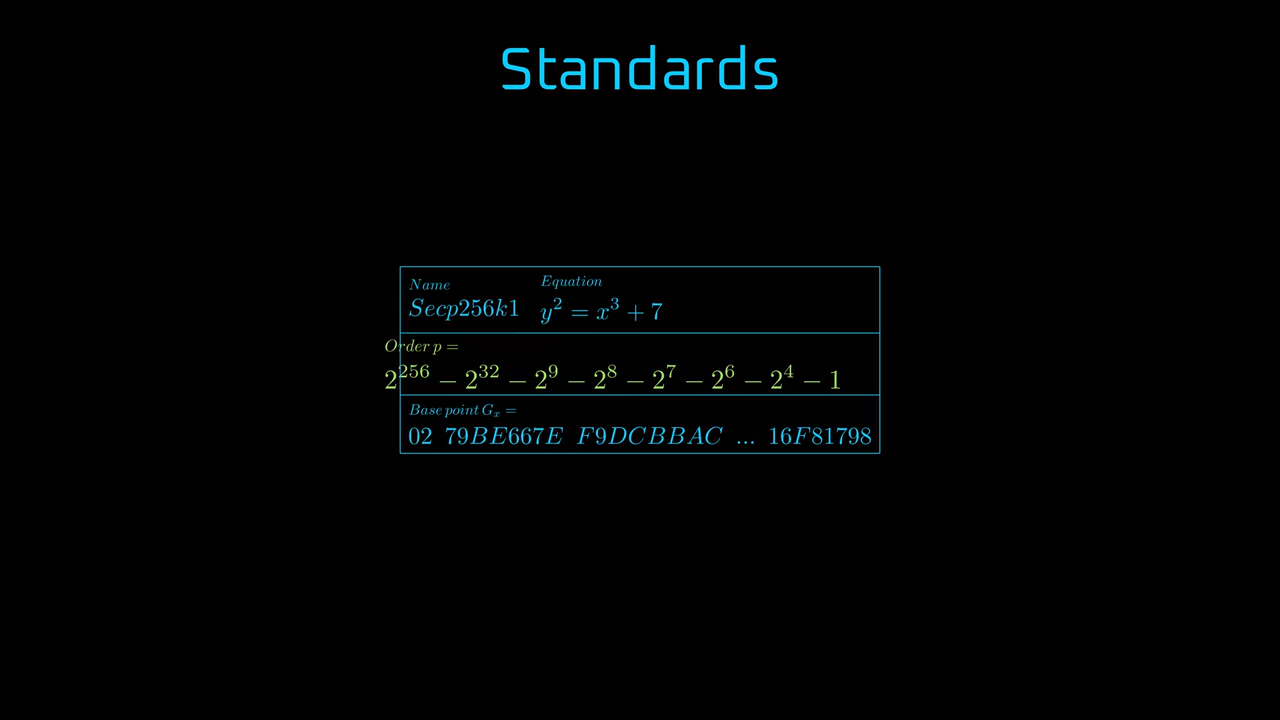 Standards
Name Equation
Secp256k1 y² = x³ + 7
Order p =
2²⁵⁶ − 2³² − 2⁹ − 2⁸ − 2⁷ − 2⁶ − 2⁴ − 1
Base point Gₓ =
02 79BE667E F9DCBBAC ... 16F81798